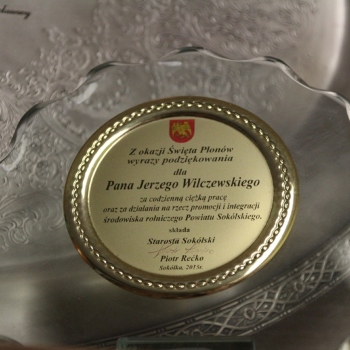 Z okazji Święta Plonów
wyrazy podziękowania
dla
Pana Jerzego Wilczewskiego
za codzienną ciężką pracę
oraz za działania na rzecz promocji i integracji
środowiska rolniczego Powiatu Sokólskiego.
składa
Starosta Sokólski
Piotr Rećko
Sokółka, 2015r